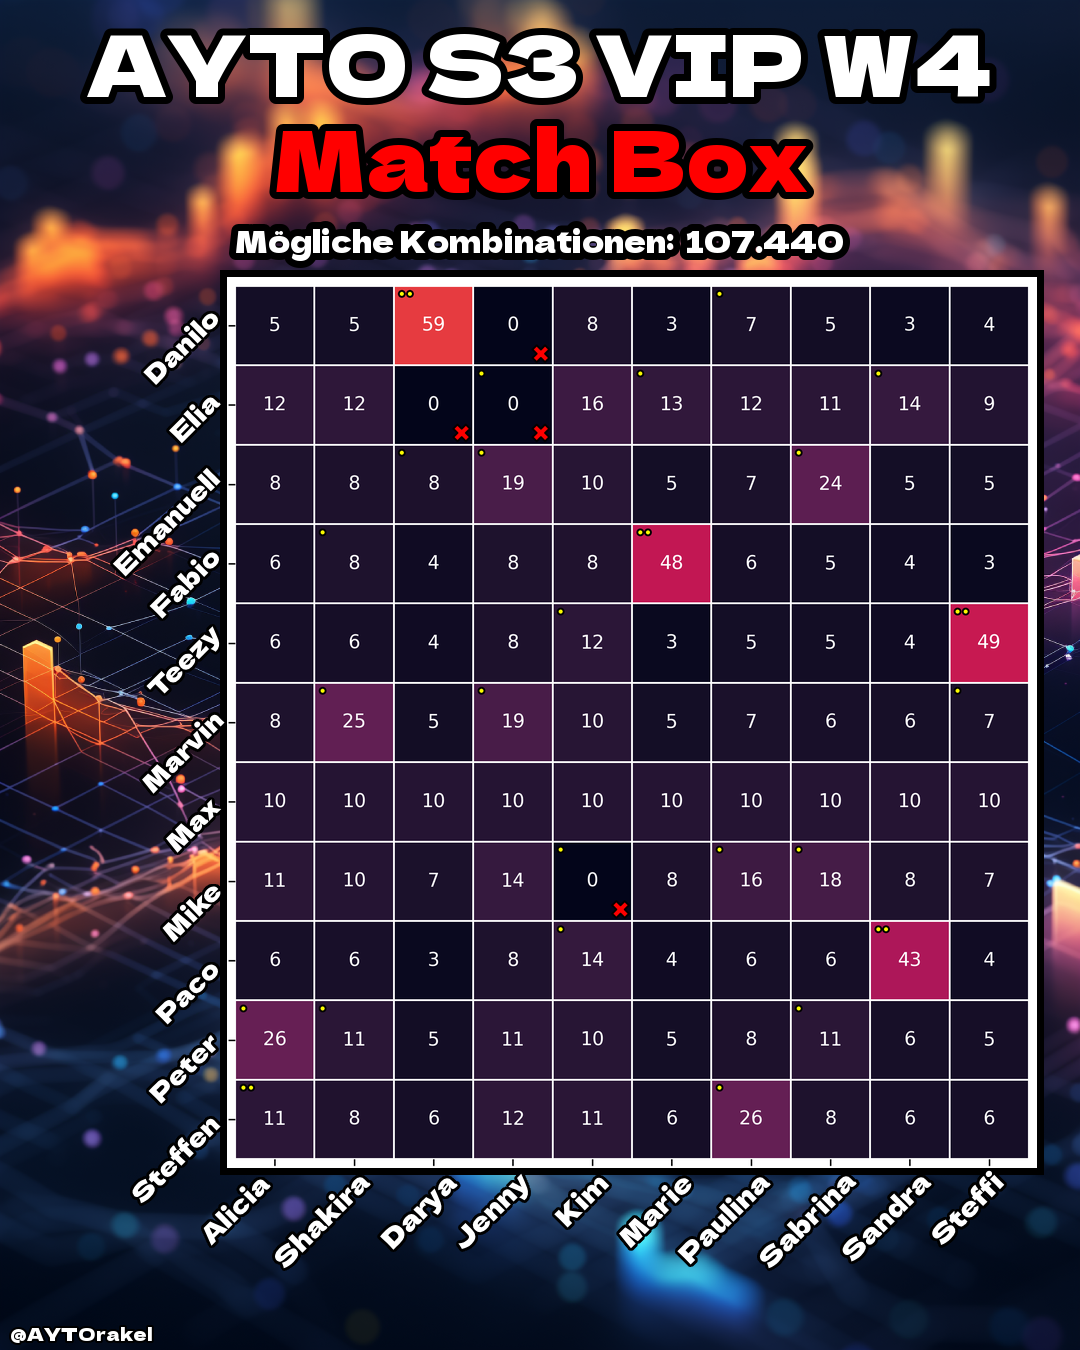 AYTO S3 VIP W4
Match Box
Mögliche Kombinationen: 107.440
Danilo 5 5 59 0 8 3 7 5 3 4
Elia 12 12 0 0 16 13 12 11 14 9
Emanuell 8 8 8 19 10 5 7 24 5 5
Fabio 6 8 4 8 8 48 6 5 4 3
Teezy 6 6 4 8 12 3 5 5 4 49
Marvin 8 25 5 19 10 5 7 6 6 7
Max 10 10 10 10 10 10 10 10 10 10
Mike 11 10 7 14 0 8 16 18 8 7
Paco 6 6 3 8 14 4 6 6 43 4
Peter 26 11 5 11 10 5 8 11 6 5
Steffen 11 8 6 12 11 6 26 8 6 6
Alicia Shakira Darya Jenny Kim Marie Paulina Sabrina Sandra Steffi
@AYTOrakel